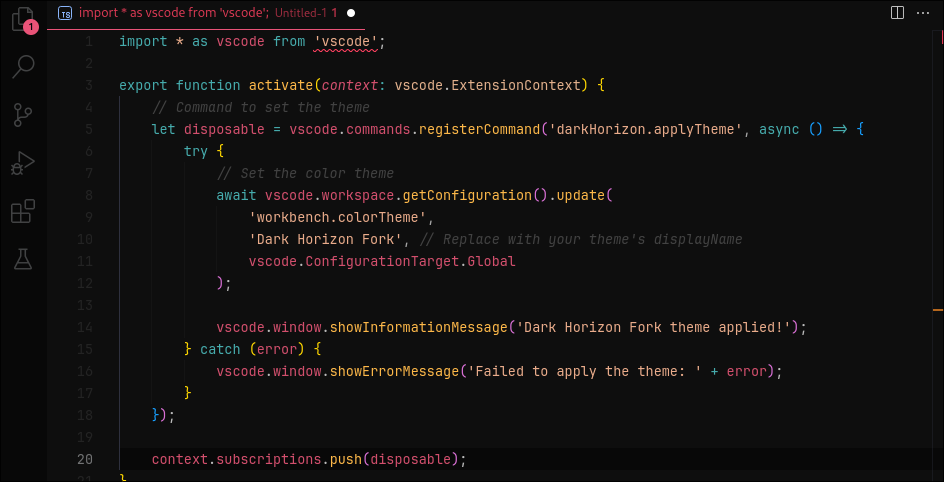 import * as vscode from 'vscode'; Untitled-1 1
1
1 import * as vscode from 'vscode';
2
3 export function activate(context: vscode.ExtensionContext) {
4 // Command to set the theme
5 let disposable = vscode.commands.registerCommand('darkHorizon.applyTheme', async () => {
6 try {
7 // Set the color theme
8 await vscode.workspace.getConfiguration().update(
9 'workbench.colorTheme',
10 'Dark Horizon Fork', // Replace with your theme's displayName
11 vscode.ConfigurationTarget.Global
12 );
13
14 vscode.window.showInformationMessage('Dark Horizon Fork theme applied!');
15 } catch (error) {
16 vscode.window.showErrorMessage('Failed to apply the theme: ' + error);
17 }
18 });
19
20 context.subscriptions.push(disposable);
21 }